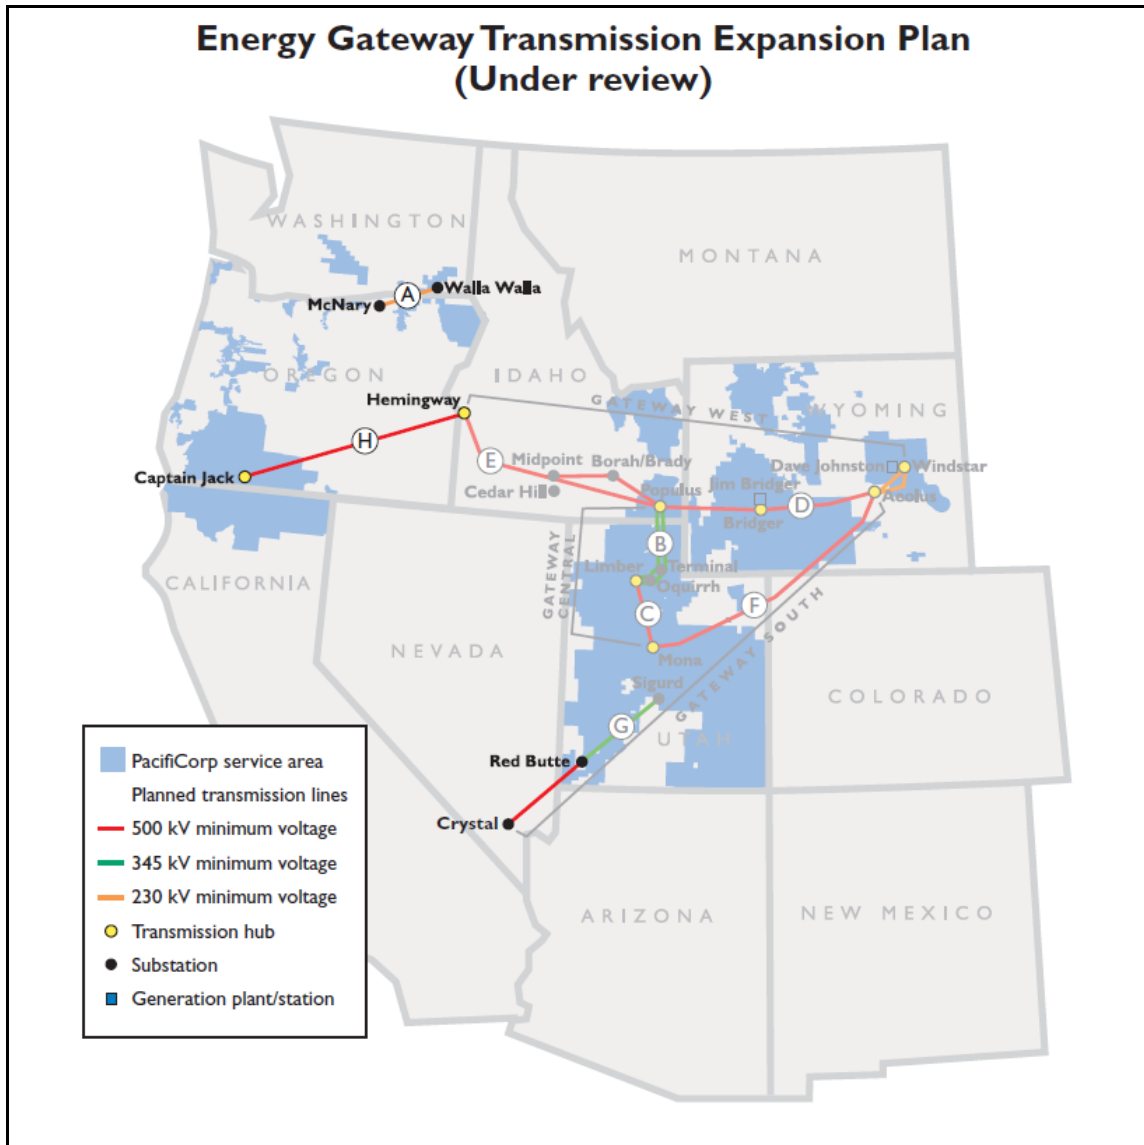 Energy Gateway Transmission Expansion Plan
(Under review)
WASHINGTON
MONTANA
Walla Walla
A
McNary
OREGON
IDAHO
Hemingway
GATEWAY WEST
WYOMING
H
E
Midpoint
Borah/Brady
Dave Johnston
Windstar
Captain Jack
Cedar Hill
Populus
Jim Bridger
Aeolus
D
Bridger
B
GATEWAY
CENTRAL
Limber
Terminal
Oquirrh
CALIFORNIA
C
F
NEVADA
Mona
GATEWAY SOUTH
Sigurd
COLORADO
G
UTAH
Red Butte
Crystal
ARIZONA
NEW MEXICO
PacifiCorp service area
Planned transmission lines
500 kV minimum voltage
345 kV minimum voltage
230 kV minimum voltage
Transmission hub
Substation
Generation plant/station